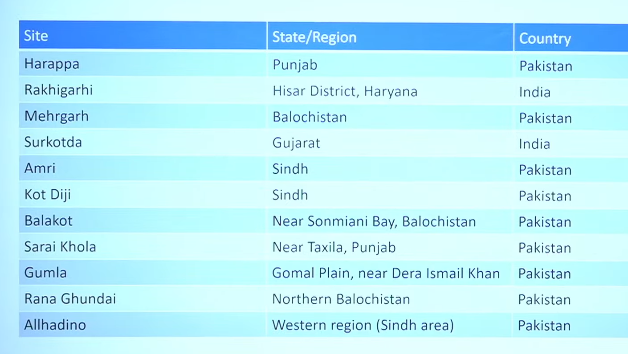 Site State/Region Country
Harappa Punjab Pakistan
Rakhigarhi Hisar District, Haryana India
Mehrgarh Balochistan Pakistan
Surkotda Gujarat India
Amri Sindh Pakistan
Kot Diji Sindh Pakistan
Balakot Near Sonmiani Bay, Balochistan Pakistan
Sarai Khola Near Taxila, Punjab Pakistan
Gumla Gomal Plain, near Dera Ismail Khan Pakistan
Rana Ghundai Northern Balochistan Pakistan
Allhadino Western region (Sindh area) Pakistan